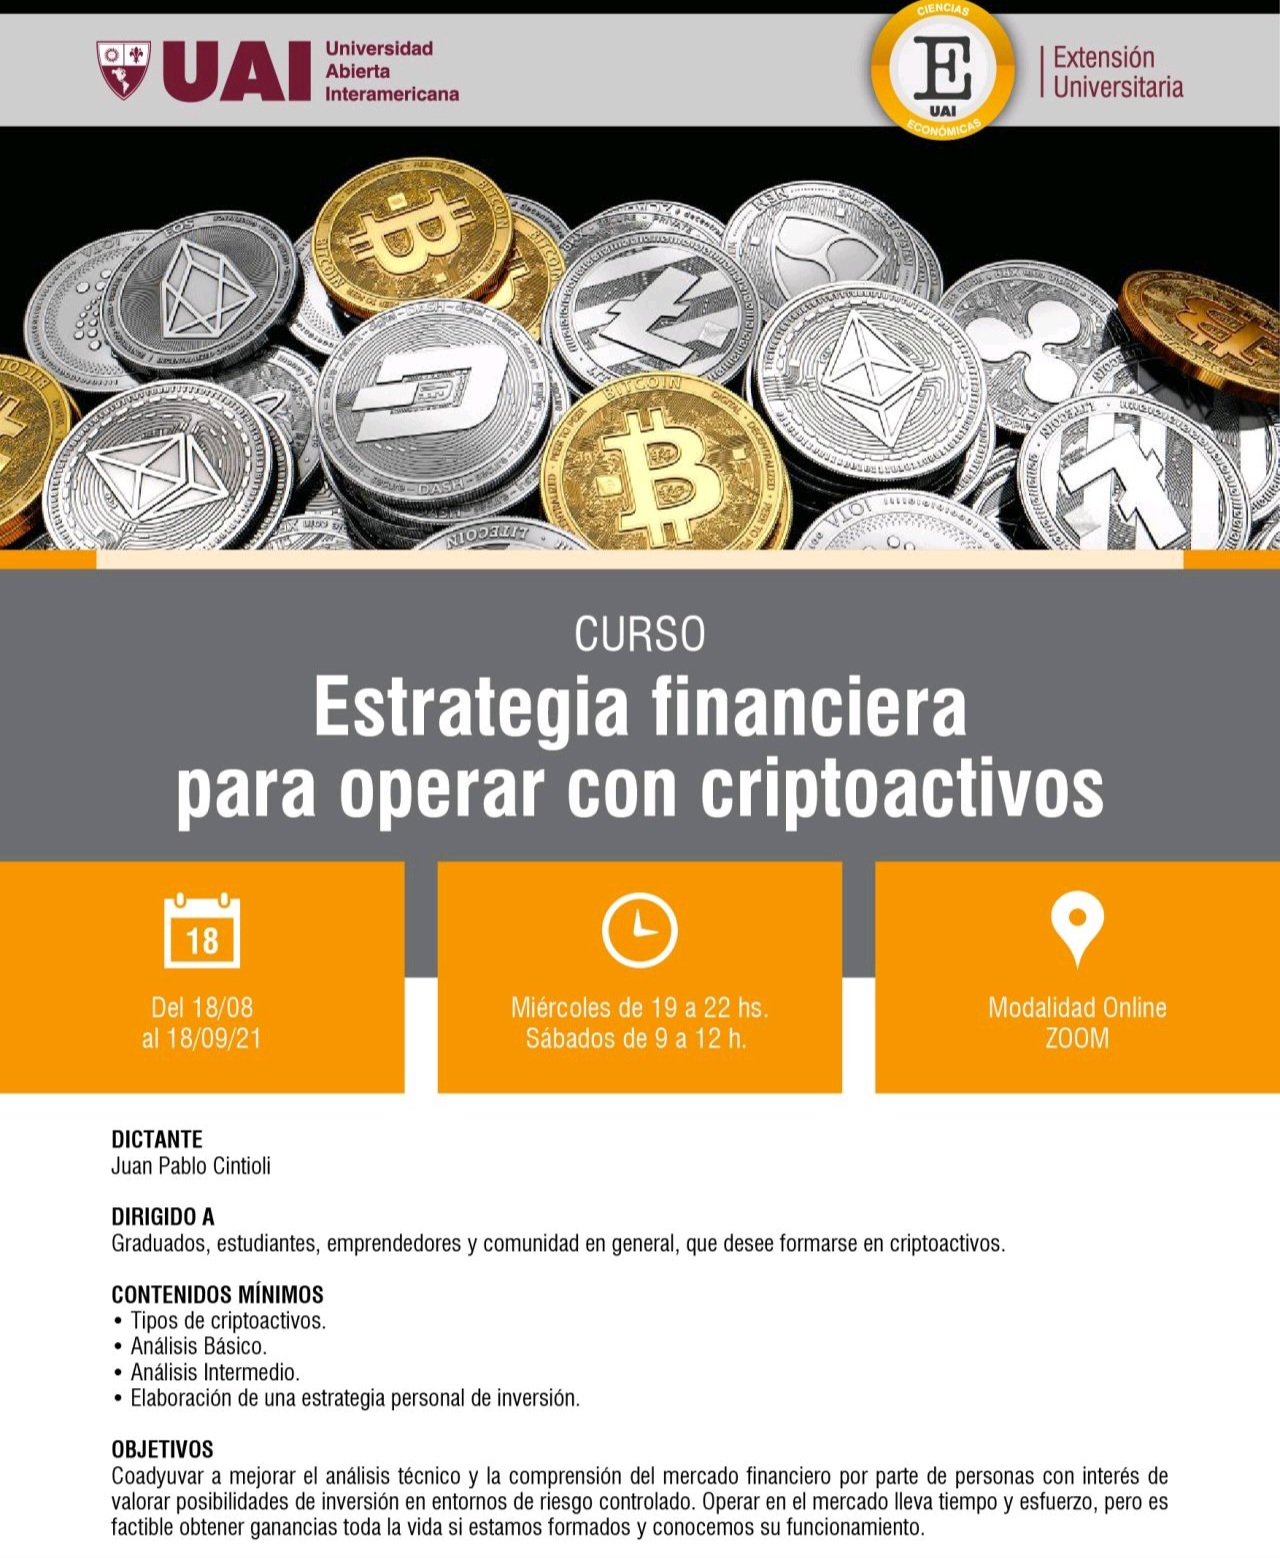 UAI
Universidad
Abierta
Interamericana
CIENCIAS
E
UAI
ECONÓMICAS
Extensión
Universitaria
EOS
BITCOIN
DASH
LITECOIN
IOTA
CURSO
Estrategia financiera
para operar con criptoactivos
18
Del 18/08
al 18/09/21
Miércoles de 19 a 22 hs.
Sábados de 9 a 12 h.
Modalidad Online
ZOOM
DICTANTE
Juan Pablo Cintioli
DIRIGIDO A
Graduados, estudiantes, emprendedores y comunidad en general, que desee formarse en criptoactivos.
CONTENIDOS MÍNIMOS
• Tipos de criptoactivos.
• Análisis Básico.
• Análisis Intermedio.
• Elaboración de una estrategia personal de inversión.
OBJETIVOS
Coadyuvar a mejorar el análisis técnico y la comprensión del mercado financiero por parte de personas con interés de
valorar posibilidades de inversión en entornos de riesgo controlado. Operar en el mercado lleva tiempo y esfuerzo, pero es
factible obtener ganancias toda la vida si estamos formados y conocemos su funcionamiento.